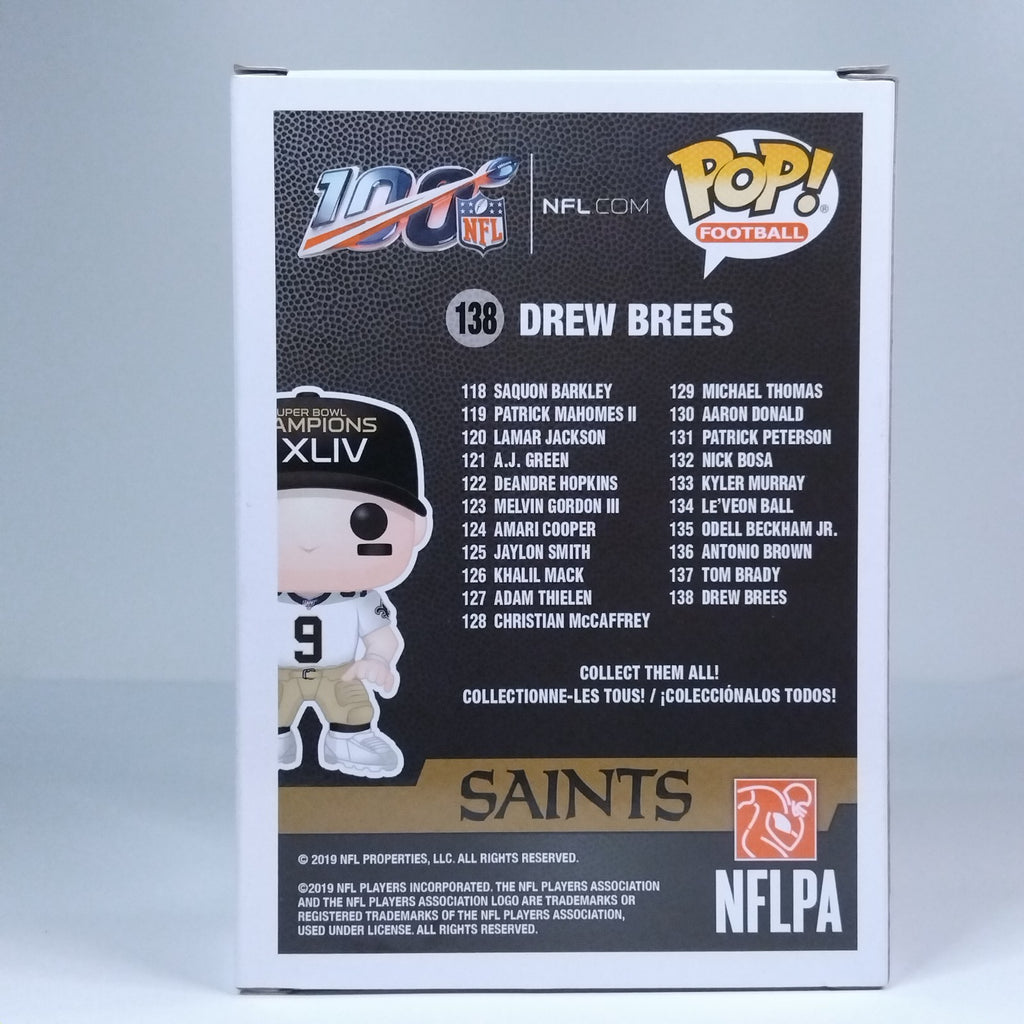 100 NFL
NFL.COM
POP!®
FOOTBALL
138 DREW BREES
118 SAQUON BARKLEY
119 PATRICK MAHOMES II
120 LAMAR JACKSON
121 A.J. GREEN
122 DeANDRE HOPKINS
123 MELVIN GORDON III
124 AMARI COOPER
125 JAYLON SMITH
126 KHALIL MACK
127 ADAM THIELEN
128 CHRISTIAN McCAFFREY
129 MICHAEL THOMAS
130 AARON DONALD
131 PATRICK PETERSON
132 NICK BOSA
133 KYLER MURRAY
134 Le'VEON BALL
135 ODELL BECKHAM JR.
136 ANTONIO BROWN
137 TOM BRADY
138 DREW BREES
UPER BOWL
AMPIONS
XLIV
9
COLLECT THEM ALL!
COLLECTIONNE-LES TOUS! / ¡COLECCIÓNALOS TODOS!
SAINTS
© 2019 NFL PROPERTIES, LLC. ALL RIGHTS RESERVED.
©2019 NFL PLAYERS INCORPORATED. THE NFL PLAYERS ASSOCIATION
AND THE NFL PLAYERS ASSOCIATION LOGO ARE TRADEMARKS OR
REGISTERED TRADEMARKS OF THE NFL PLAYERS ASSOCIATION,
USED UNDER LICENSE. ALL RIGHTS RESERVED.
NFLPA